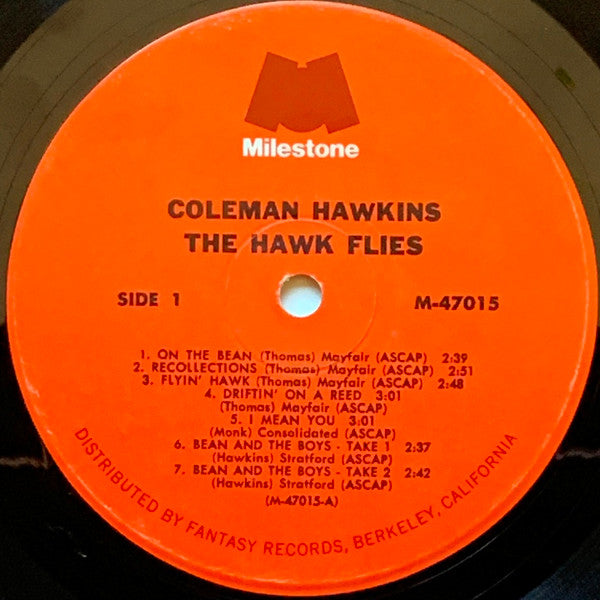 Milestone
COLEMAN HAWKINS
THE HAWK FLIES
SIDE 1
M-47015
1. ON THE BEAN (Thomas) Mayfair (ASCAP) 2:39
2. RECOLLECTIONS (Thomas) Mayfair (ASCAP) 2:51
3. FLYIN' HAWK (Thomas) Mayfair (ASCAP) 2:48
4. DRIFTIN' ON A REED 3:01
(Thomas) Mayfair (ASCAP)
5. I MEAN YOU 3:01
(Monk) Consolidated (ASCAP)
6. BEAN AND THE BOYS - TAKE 1 2:37
(Hawkins) Stratford (ASCAP)
7. BEAN AND THE BOYS - TAKE 2 2:42
(Hawkins) Stratford (ASCAP)
(M-47015-A)
DISTRIBUTED BY FANTASY RECORDS, BERKELEY, CALIFORNIA